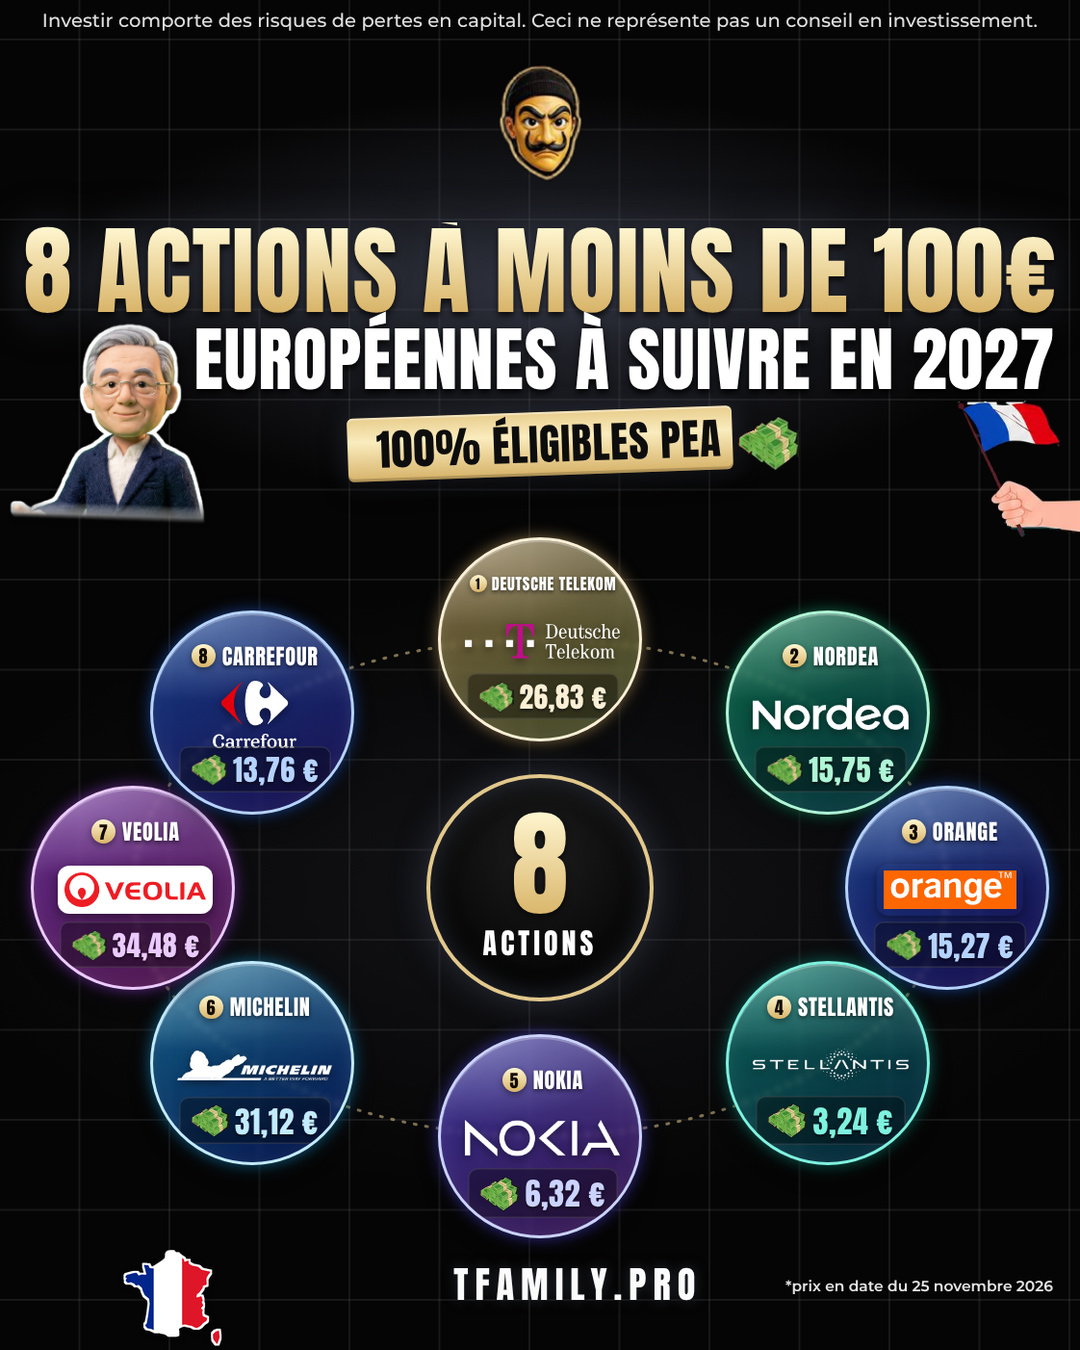 Investir comporte des risques de pertes en capital. Ceci ne représente pas un conseil en investissement.
8 ACTIONS À MOINS DE 100€
EUROPÉENNES À SUIVRE EN 2027
100% ÉLIGIBLES PEA
1 DEUTSCHE TELEKOM
T Deutsche
Telekom
26,83 €
2 NORDEA
Nordea
15,75 €
3 ORANGE
orange™
15,27 €
4 STELLANTIS
STELLANTIS
3,24 €
5 NOKIA
NOKIA
6,32 €
6 MICHELIN
MICHELIN
A BETTER WAY FORWARD
31,12 €
7 VEOLIA
VEOLIA
34,48 €
8 CARREFOUR
Carrefour
13,76 €
8
ACTIONS
TFAMILY.PRO
*prix en date du 25 novembre 2026